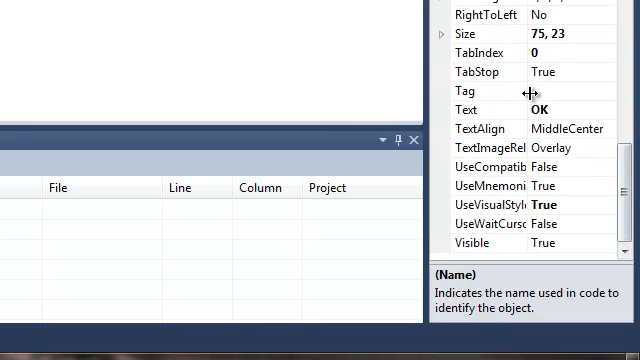 RightToLeft No
Size 75, 23
TabIndex 0
TabStop True
Tag
Text OK
TextAlign MiddleCenter
TextImageRel Overlay
UseCompatib False
UseMnemoni True
UseVisualStyle True
UseWaitCurso False
Visible True
File Line Column Project
(Name)
Indicates the name used in code to
identify the object.